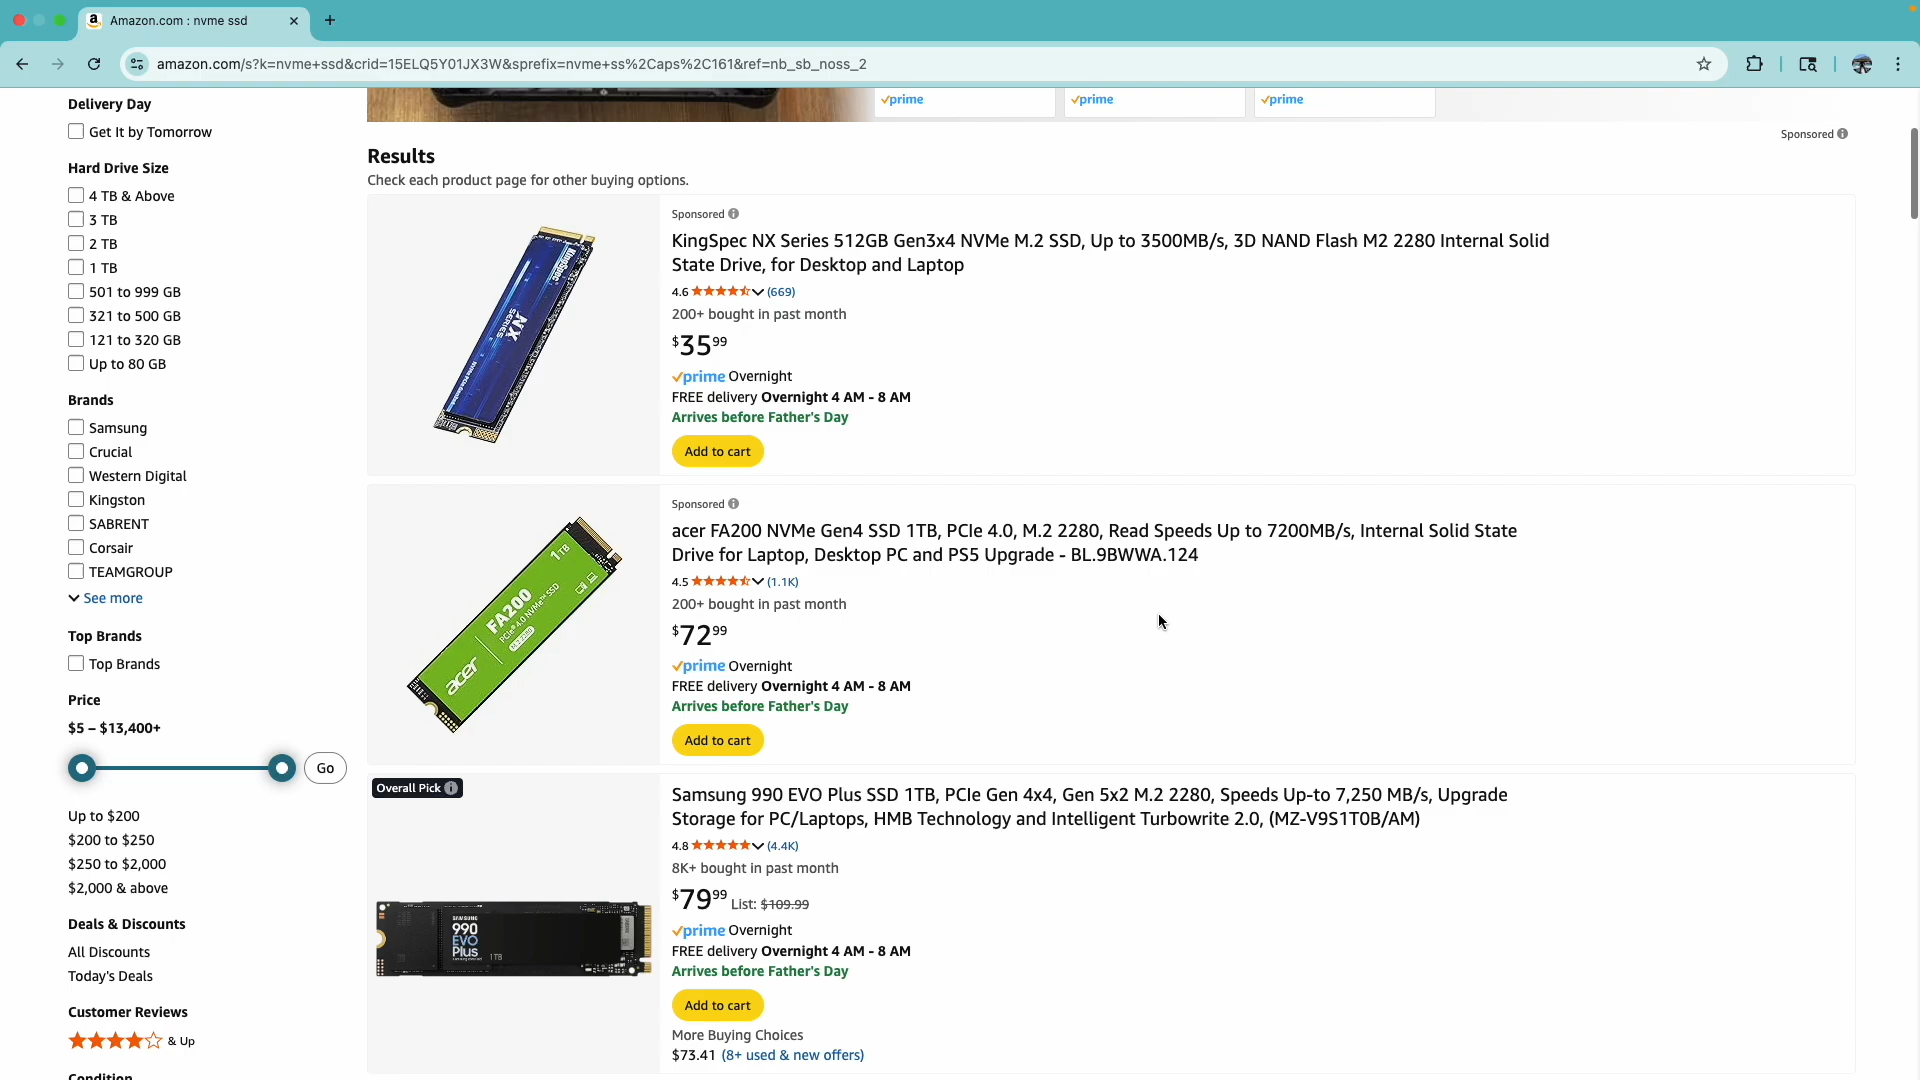 Amazon.com : nvme ssd
amazon.com/s?k=nvme+ssd&crid=15ELQ5Y01JX3W&sprefix=nvme+ss%2Caps%2C161&ref=nb_sb_noss_2
Delivery Day
Get It by Tomorrow
Hard Drive Size
4 TB & Above
3 TB
2 TB
1 TB
501 to 999 GB
321 to 500 GB
121 to 320 GB
Up to 80 GB
Brands
Samsung
Crucial
Western Digital
Kingston
SABRENT
Corsair
TEAMGROUP
See more
Top Brands
Top Brands
Price
$5 – $13,400+
Go
Up to $200
$200 to $250
$250 to $2,000
$2,000 & above
Deals & Discounts
All Discounts
Today's Deals
Customer Reviews
& Up
Condition
prime
prime
prime
Sponsored
Results
Check each product page for other buying options.
KingSpec
NX
SERIES
Sponsored
KingSpec NX Series 512GB Gen3x4 NVMe M.2 SSD, Up to 3500MB/s, 3D NAND Flash M2 2280 Internal Solid
State Drive, for Desktop and Laptop
4.6 (669)
200+ bought in past month
$35 99
prime Overnight
FREE delivery Overnight 4 AM - 8 AM
Arrives before Father's Day
Add to cart
1TB
FA200
PCIe 4.0 NVMe SSD
M.2 2280
acer
Sponsored
acer FA200 NVMe Gen4 SSD 1TB, PCIe 4.0, M.2 2280, Read Speeds Up to 7200MB/s, Internal Solid State
Drive for Laptop, Desktop PC and PS5 Upgrade - BL.9BWWA.124
4.5 (1.1K)
200+ bought in past month
$72 99
prime Overnight
FREE delivery Overnight 4 AM - 8 AM
Arrives before Father's Day
Add to cart
Overall Pick
SAMSUNG
990
EVO
Plus
1TB
Samsung 990 EVO Plus SSD 1TB, PCIe Gen 4x4, Gen 5x2 M.2 2280, Speeds Up-to 7,250 MB/s, Upgrade
Storage for PC/Laptops, HMB Technology and Intelligent Turbowrite 2.0, (MZ-V9S1T0B/AM)
4.8 (4.4K)
8K+ bought in past month
$79 99 List: $109.99
prime Overnight
FREE delivery Overnight 4 AM - 8 AM
Arrives before Father's Day
Add to cart
More Buying Choices
$73.41 (8+ used & new offers)